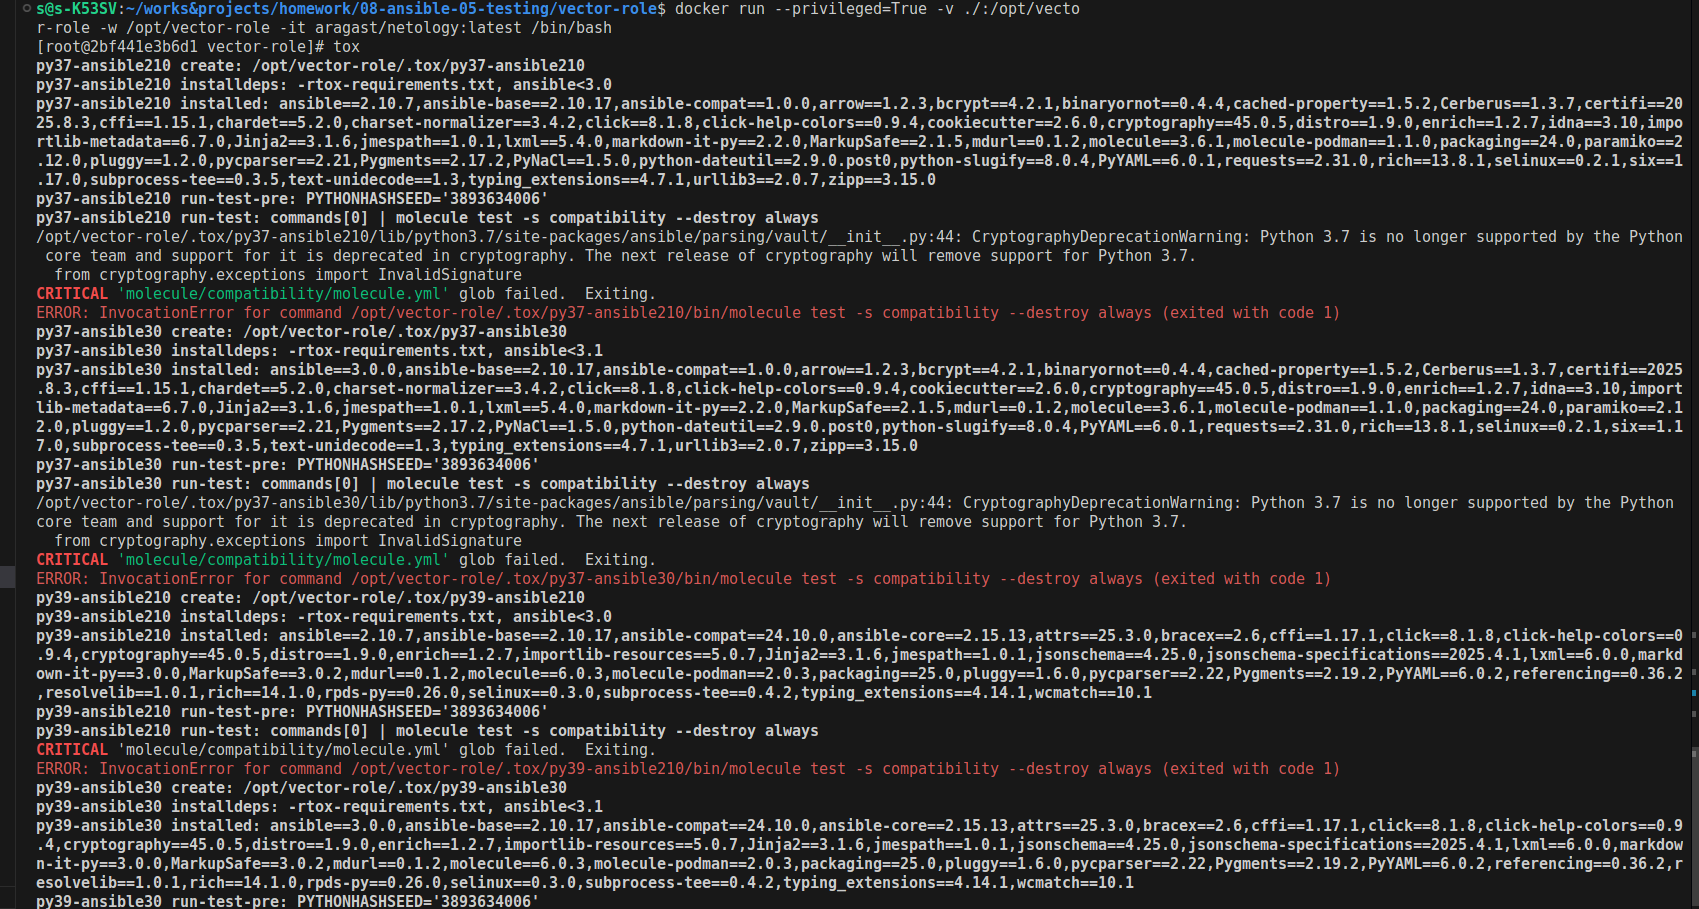 s@s-K53SV:~/works&projects/homework/08-ansible-05-testing/vector-role$ docker run --privileged=True -v ./:/opt/vecto
r-role -w /opt/vector-role -it aragast/netology:latest /bin/bash
[root@2bf441e3b6d1 vector-role]# tox
py37-ansible210 create: /opt/vector-role/.tox/py37-ansible210
py37-ansible210 installdeps: -rtox-requirements.txt, ansible<3.0
py37-ansible210 installed: ansible==2.10.7,ansible-base==2.10.17,ansible-compat==1.0.0,arrow==1.2.3,bcrypt==4.2.1,binaryornot==0.4.4,cached-property==1.5.2,Cerberus==1.3.7,certifi==20
25.8.3,cffi==1.15.1,chardet==5.2.0,charset-normalizer==3.4.2,click==8.1.8,click-help-colors==0.9.4,cookiecutter==2.6.0,cryptography==45.0.5,distro==1.9.0,enrich==1.2.7,idna==3.10,impo
rtlib-metadata==6.7.0,Jinja2==3.1.6,jmespath==1.0.1,lxml==5.4.0,markdown-it-py==2.2.0,MarkupSafe==2.1.5,mdurl==0.1.2,molecule==3.6.1,molecule-podman==1.1.0,packaging==24.0,paramiko==2
.12.0,pluggy==1.2.0,pycparser==2.21,Pygments==2.17.2,PyNaCl==1.5.0,python-dateutil==2.9.0.post0,python-slugify==8.0.4,PyYAML==6.0.1,requests==2.31.0,rich==13.8.1,selinux==0.2.1,six==1
.17.0,subprocess-tee==0.3.5,text-unidecode==1.3,typing_extensions==4.7.1,urllib3==2.0.7,zipp==3.15.0
py37-ansible210 run-test-pre: PYTHONHASHSEED='3893634006'
py37-ansible210 run-test: commands[0] | molecule test -s compatibility --destroy always
/opt/vector-role/.tox/py37-ansible210/lib/python3.7/site-packages/ansible/parsing/vault/__init__.py:44: CryptographyDeprecationWarning: Python 3.7 is no longer supported by the Python
 core team and support for it is deprecated in cryptography. The next release of cryptography will remove support for Python 3.7.
  from cryptography.exceptions import InvalidSignature
CRITICAL 'molecule/compatibility/molecule.yml' glob failed.  Exiting.
ERROR: InvocationError for command /opt/vector-role/.tox/py37-ansible210/bin/molecule test -s compatibility --destroy always (exited with code 1)
py37-ansible30 create: /opt/vector-role/.tox/py37-ansible30
py37-ansible30 installdeps: -rtox-requirements.txt, ansible<3.1
py37-ansible30 installed: ansible==3.0.0,ansible-base==2.10.17,ansible-compat==1.0.0,arrow==1.2.3,bcrypt==4.2.1,binaryornot==0.4.4,cached-property==1.5.2,Cerberus==1.3.7,certifi==2025
.8.3,cffi==1.15.1,chardet==5.2.0,charset-normalizer==3.4.2,click==8.1.8,click-help-colors==0.9.4,cookiecutter==2.6.0,cryptography==45.0.5,distro==1.9.0,enrich==1.2.7,idna==3.10,import
lib-metadata==6.7.0,Jinja2==3.1.6,jmespath==1.0.1,lxml==5.4.0,markdown-it-py==2.2.0,MarkupSafe==2.1.5,mdurl==0.1.2,molecule==3.6.1,molecule-podman==1.1.0,packaging==24.0,paramiko==2.1
2.0,pluggy==1.2.0,pycparser==2.21,Pygments==2.17.2,PyNaCl==1.5.0,python-dateutil==2.9.0.post0,python-slugify==8.0.4,PyYAML==6.0.1,requests==2.31.0,rich==13.8.1,selinux==0.2.1,six==1.1
7.0,subprocess-tee==0.3.5,text-unidecode==1.3,typing_extensions==4.7.1,urllib3==2.0.7,zipp==3.15.0
py37-ansible30 run-test-pre: PYTHONHASHSEED='3893634006'
py37-ansible30 run-test: commands[0] | molecule test -s compatibility --destroy always
/opt/vector-role/.tox/py37-ansible30/lib/python3.7/site-packages/ansible/parsing/vault/__init__.py:44: CryptographyDeprecationWarning: Python 3.7 is no longer supported by the Python
core team and support for it is deprecated in cryptography. The next release of cryptography will remove support for Python 3.7.
  from cryptography.exceptions import InvalidSignature
CRITICAL 'molecule/compatibility/molecule.yml' glob failed.  Exiting.
ERROR: InvocationError for command /opt/vector-role/.tox/py37-ansible30/bin/molecule test -s compatibility --destroy always (exited with code 1)
py39-ansible210 create: /opt/vector-role/.tox/py39-ansible210
py39-ansible210 installdeps: -rtox-requirements.txt, ansible<3.0
py39-ansible210 installed: ansible==2.10.7,ansible-base==2.10.17,ansible-compat==24.10.0,ansible-core==2.15.13,attrs==25.3.0,bracex==2.6,cffi==1.17.1,click==8.1.8,click-help-colors==0
.9.4,cryptography==45.0.5,distro==1.9.0,enrich==1.2.7,importlib-resources==5.0.7,Jinja2==3.1.6,jmespath==1.0.1,jsonschema==4.25.0,jsonschema-specifications==2025.4.1,lxml==6.0.0,markd
own-it-py==3.0.0,MarkupSafe==3.0.2,mdurl==0.1.2,molecule==6.0.3,molecule-podman==2.0.3,packaging==25.0,pluggy==1.6.0,pycparser==2.22,Pygments==2.19.2,PyYAML==6.0.2,referencing==0.36.2
,resolvelib==1.0.1,rich==14.1.0,rpds-py==0.26.0,selinux==0.3.0,subprocess-tee==0.4.2,typing_extensions==4.14.1,wcmatch==10.1
py39-ansible210 run-test-pre: PYTHONHASHSEED='3893634006'
py39-ansible210 run-test: commands[0] | molecule test -s compatibility --destroy always
CRITICAL 'molecule/compatibility/molecule.yml' glob failed.  Exiting.
ERROR: InvocationError for command /opt/vector-role/.tox/py39-ansible210/bin/molecule test -s compatibility --destroy always (exited with code 1)
py39-ansible30 create: /opt/vector-role/.tox/py39-ansible30
py39-ansible30 installdeps: -rtox-requirements.txt, ansible<3.1
py39-ansible30 installed: ansible==3.0.0,ansible-base==2.10.17,ansible-compat==24.10.0,ansible-core==2.15.13,attrs==25.3.0,bracex==2.6,cffi==1.17.1,click==8.1.8,click-help-colors==0.9
.4,cryptography==45.0.5,distro==1.9.0,enrich==1.2.7,importlib-resources==5.0.7,Jinja2==3.1.6,jmespath==1.0.1,jsonschema==4.25.0,jsonschema-specifications==2025.4.1,lxml==6.0.0,markdow
n-it-py==3.0.0,MarkupSafe==3.0.2,mdurl==0.1.2,molecule==6.0.3,molecule-podman==2.0.3,packaging==25.0,pluggy==1.6.0,pycparser==2.22,Pygments==2.19.2,PyYAML==6.0.2,referencing==0.36.2,r
esolvelib==1.0.1,rich==14.1.0,rpds-py==0.26.0,selinux==0.3.0,subprocess-tee==0.4.2,typing_extensions==4.14.1,wcmatch==10.1
py39-ansible30 run-test-pre: PYTHONHASHSEED='3893634006'